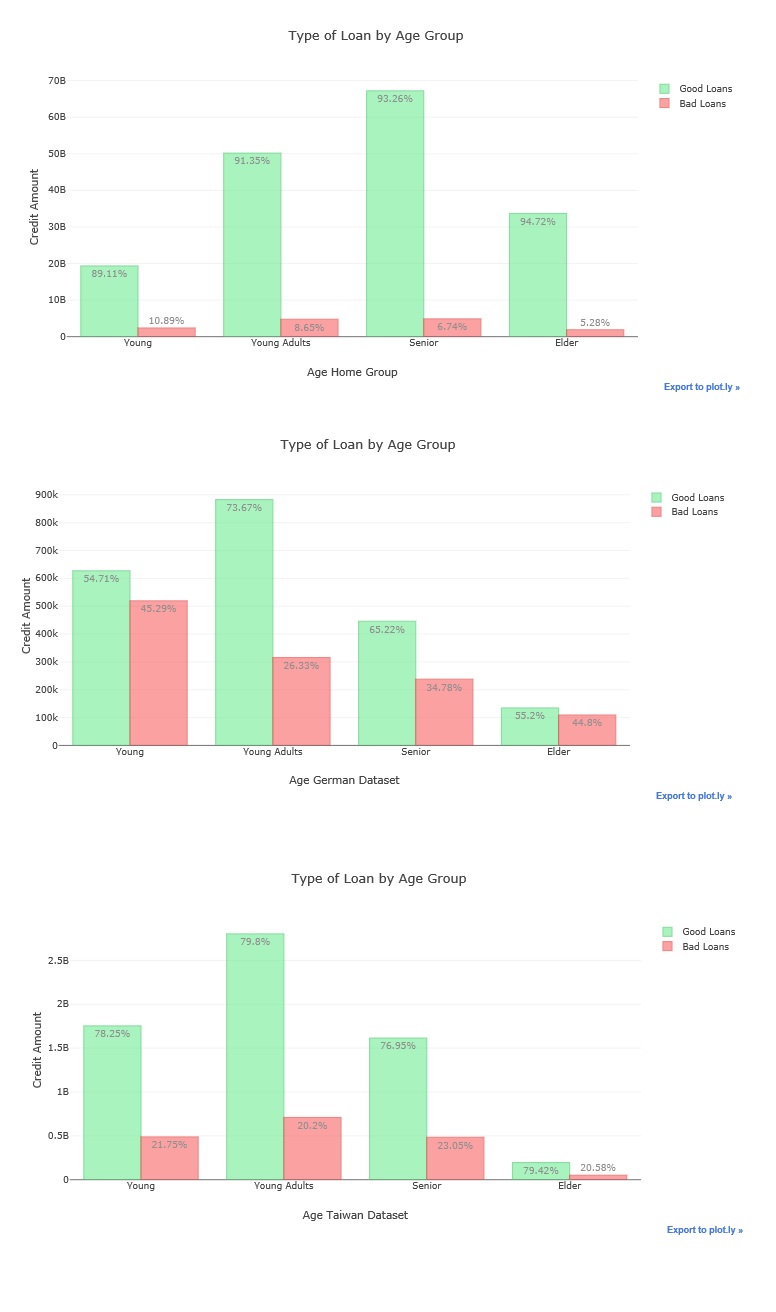 Type of Loan by Age Group
70B
60B
50B
40B
30B
20B
10B
0
Credit Amount
89.11%
10.89%
91.35%
8.65%
93.26%
6.74%
94.72%
5.28%
Good Loans
Bad Loans
Young
Young Adults
Senior
Elder
Age Home Group
Export to plot.ly »
Type of Loan by Age Group
900k
800k
700k
600k
500k
400k
300k
200k
100k
0
Credit Amount
54.71%
45.29%
73.67%
26.33%
65.22%
34.78%
55.2%
44.8%
Good Loans
Bad Loans
Young
Young Adults
Senior
Elder
Age German Dataset
Export to plot.ly »
Type of Loan by Age Group
2.5B
2B
1.5B
1B
0.5B
0
Credit Amount
78.25%
21.75%
79.8%
20.2%
76.95%
23.05%
79.42%
20.58%
Good Loans
Bad Loans
Young
Young Adults
Senior
Elder
Age Taiwan Dataset
Export to plot.ly »